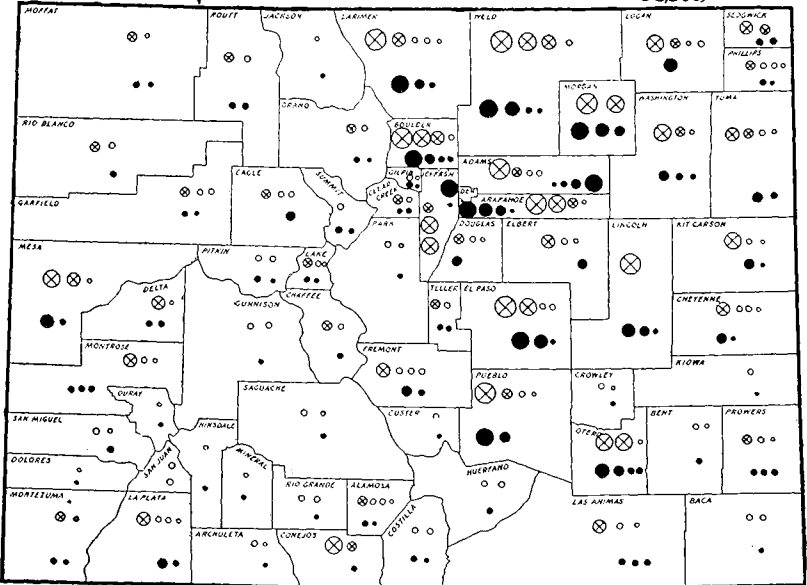 MOFFAT
ROUTT
JACKSON
LARIMER
WELD
LOGAN
SEDGWICK
PHILLIPS
MORGAN
WASHINGTON
YUMA
RIO BLANCO
GRAND
BOULDER
GARFIELD
EAGLE
SUMMIT
GILPIN
CLEAR CREEK
JEFF'SN
ADAMS
DEN
ARAPAHOE
PARK
DOUGLAS
ELBERT
LINCOLN
KIT CARSON
MESA
PITKIN
LAKE
DELTA
GUNNISON
CHAFFEE
TELLER
EL PASO
CHEYENNE
MONTROSE
FREMONT
KIOWA
OURAY
SAGUACHE
CUSTER
PUEBLO
CROWLEY
SAN MIGUEL
HINSDALE
OTERO
BENT
PROWERS
DOLORES
SAN JUAN
MINERAL
HUERFANO
MONTEZUMA
LA PLATA
RIO GRANDE
ALAMOSA
COSTILLA
LAS ANIMAS
BACA
ARCHULETA
CONEJOS